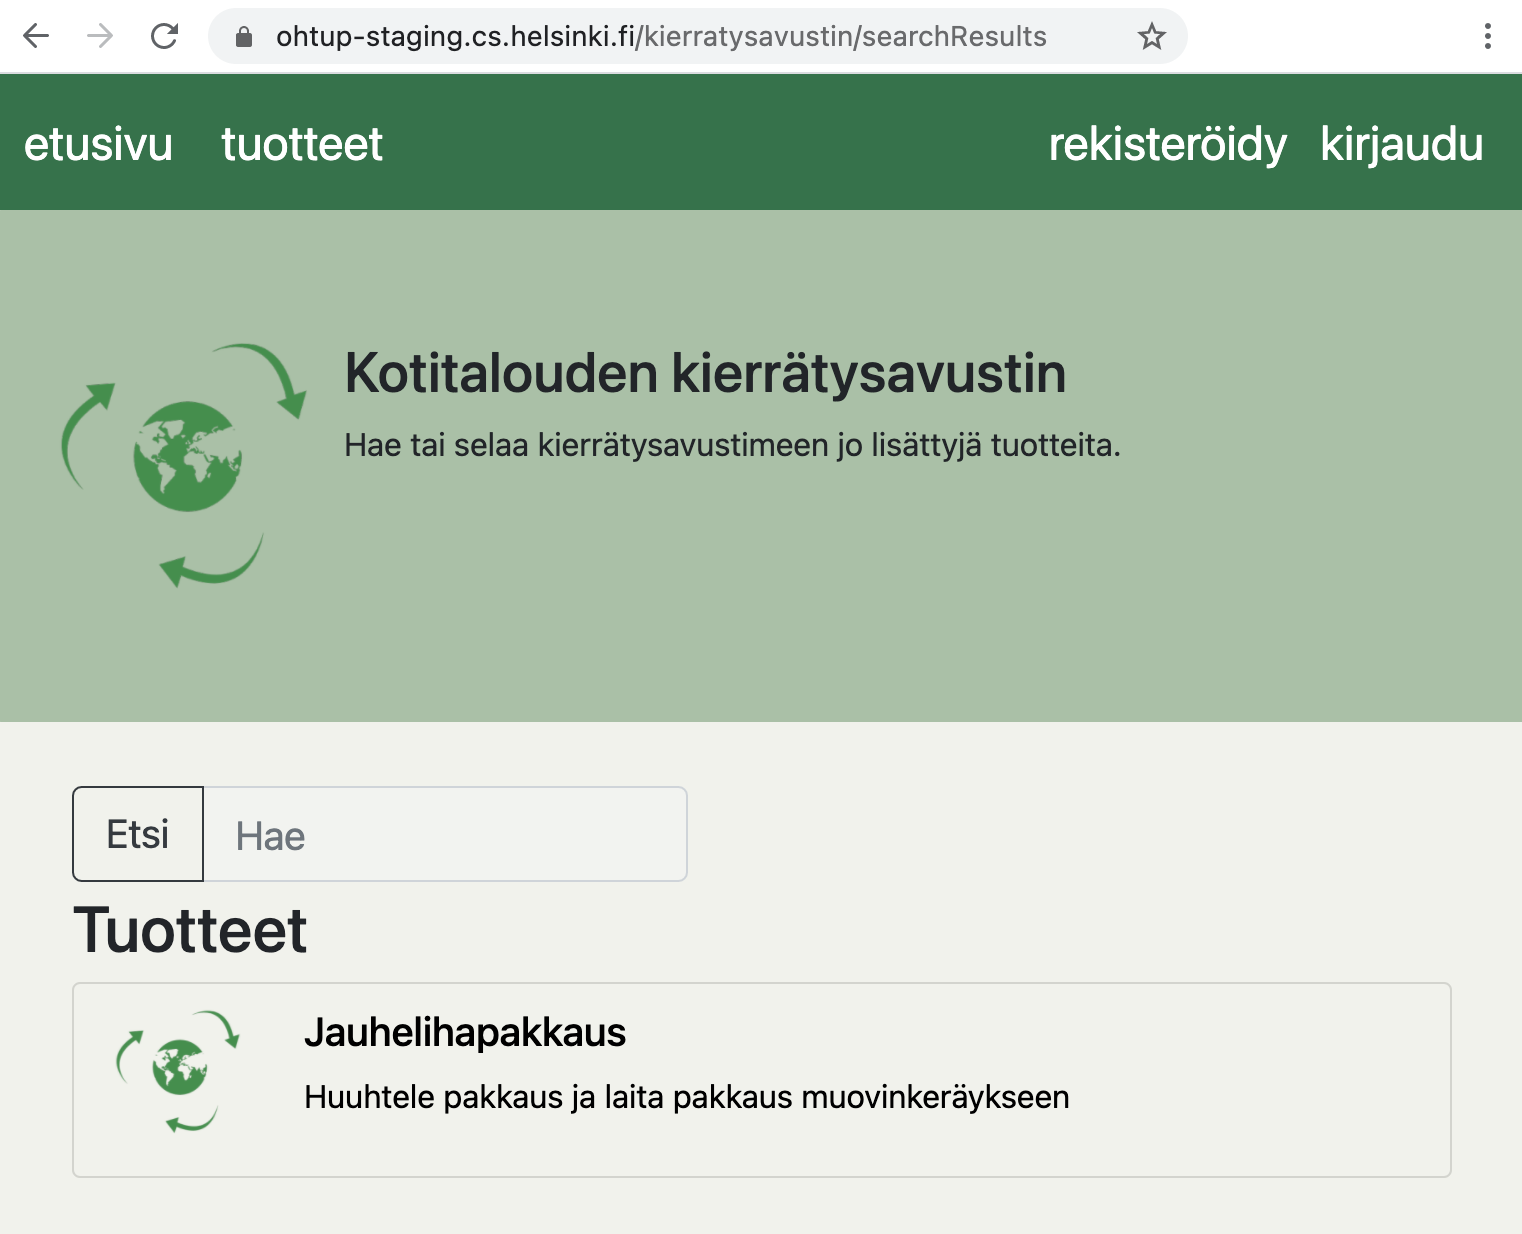 ohtup-staging.cs.helsinki.fi/kierratysavustin/searchResults
etusivu tuotteet rekisteröidy kirjaudu
Kotitalouden kierrätysavustin
Hae tai selaa kierrätysavustimeen jo lisättyjä tuotteita.
Etsi Hae
Tuotteet
Jauhelihapakkaus
Huuhtele pakkaus ja laita pakkaus muovinkeräykseen